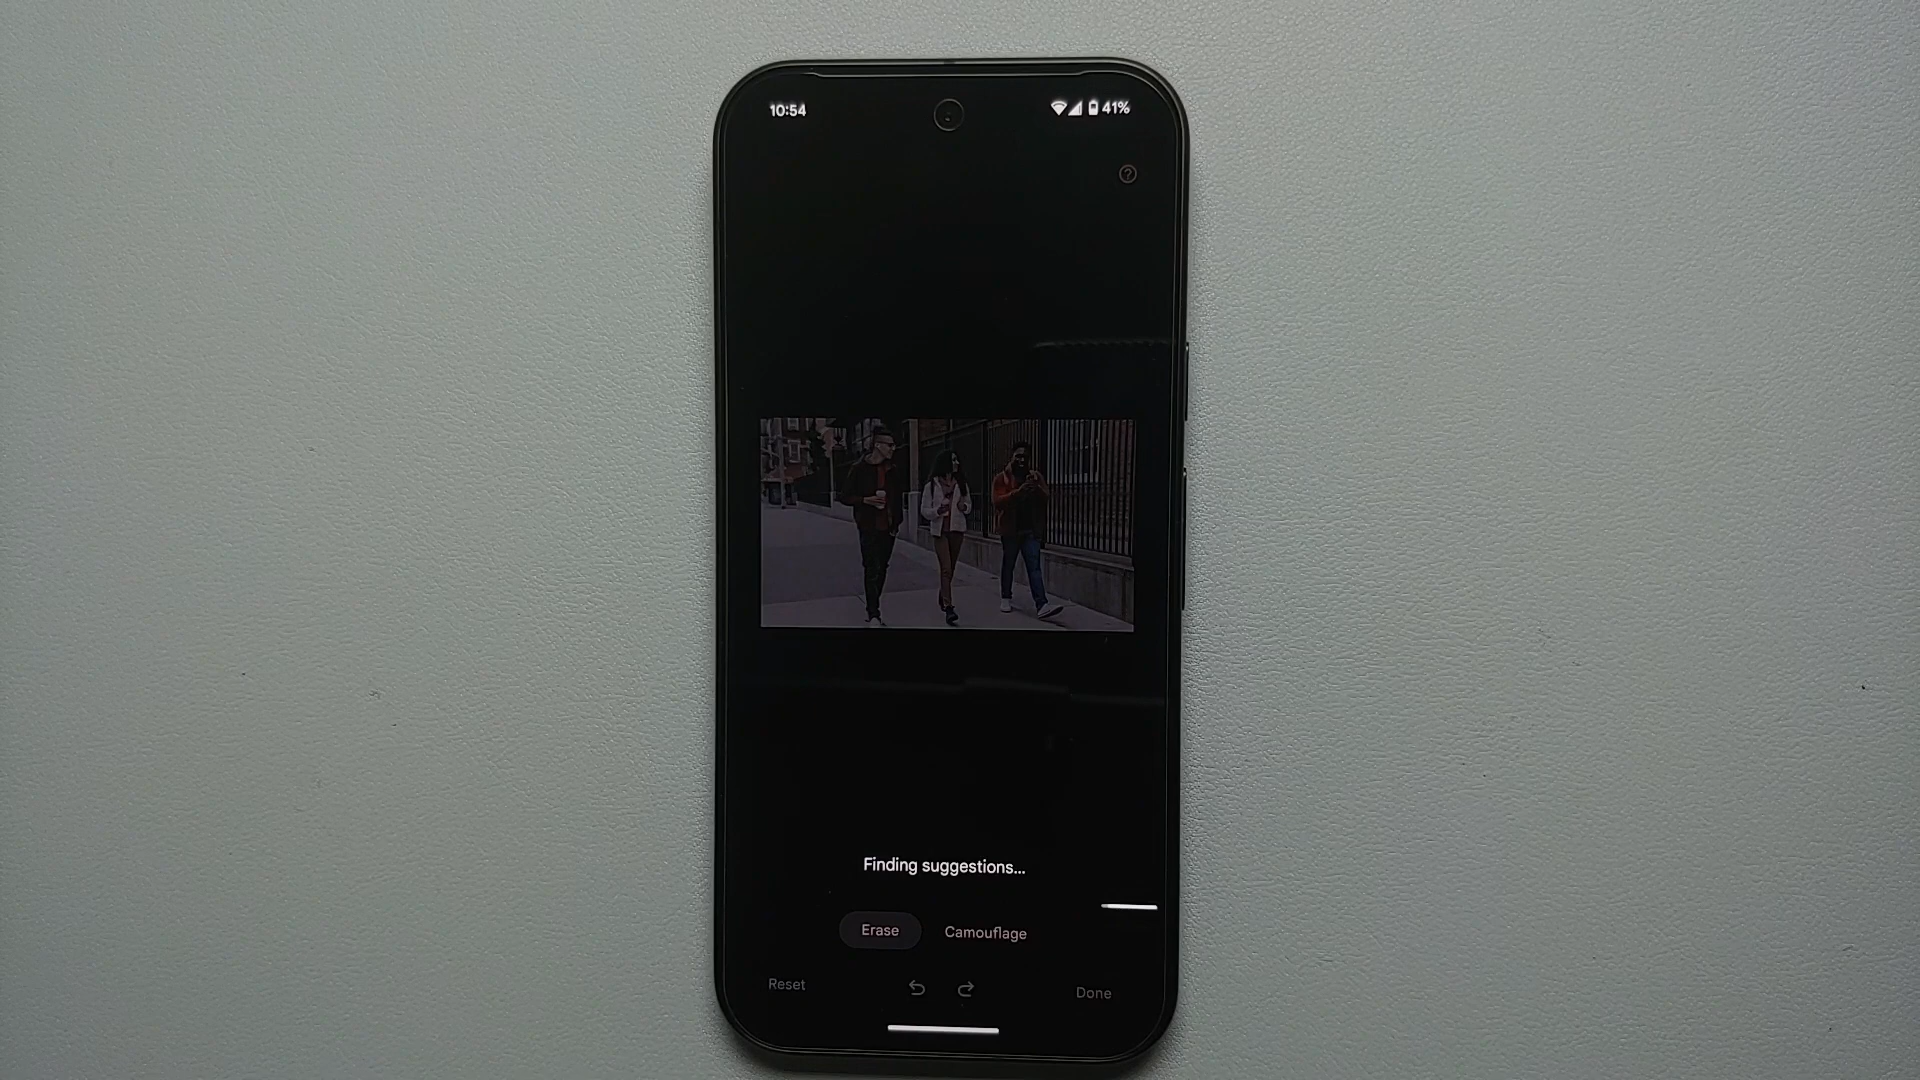 10:54
41%
?
Finding suggestions...
Erase
Camouflage
Reset
Done